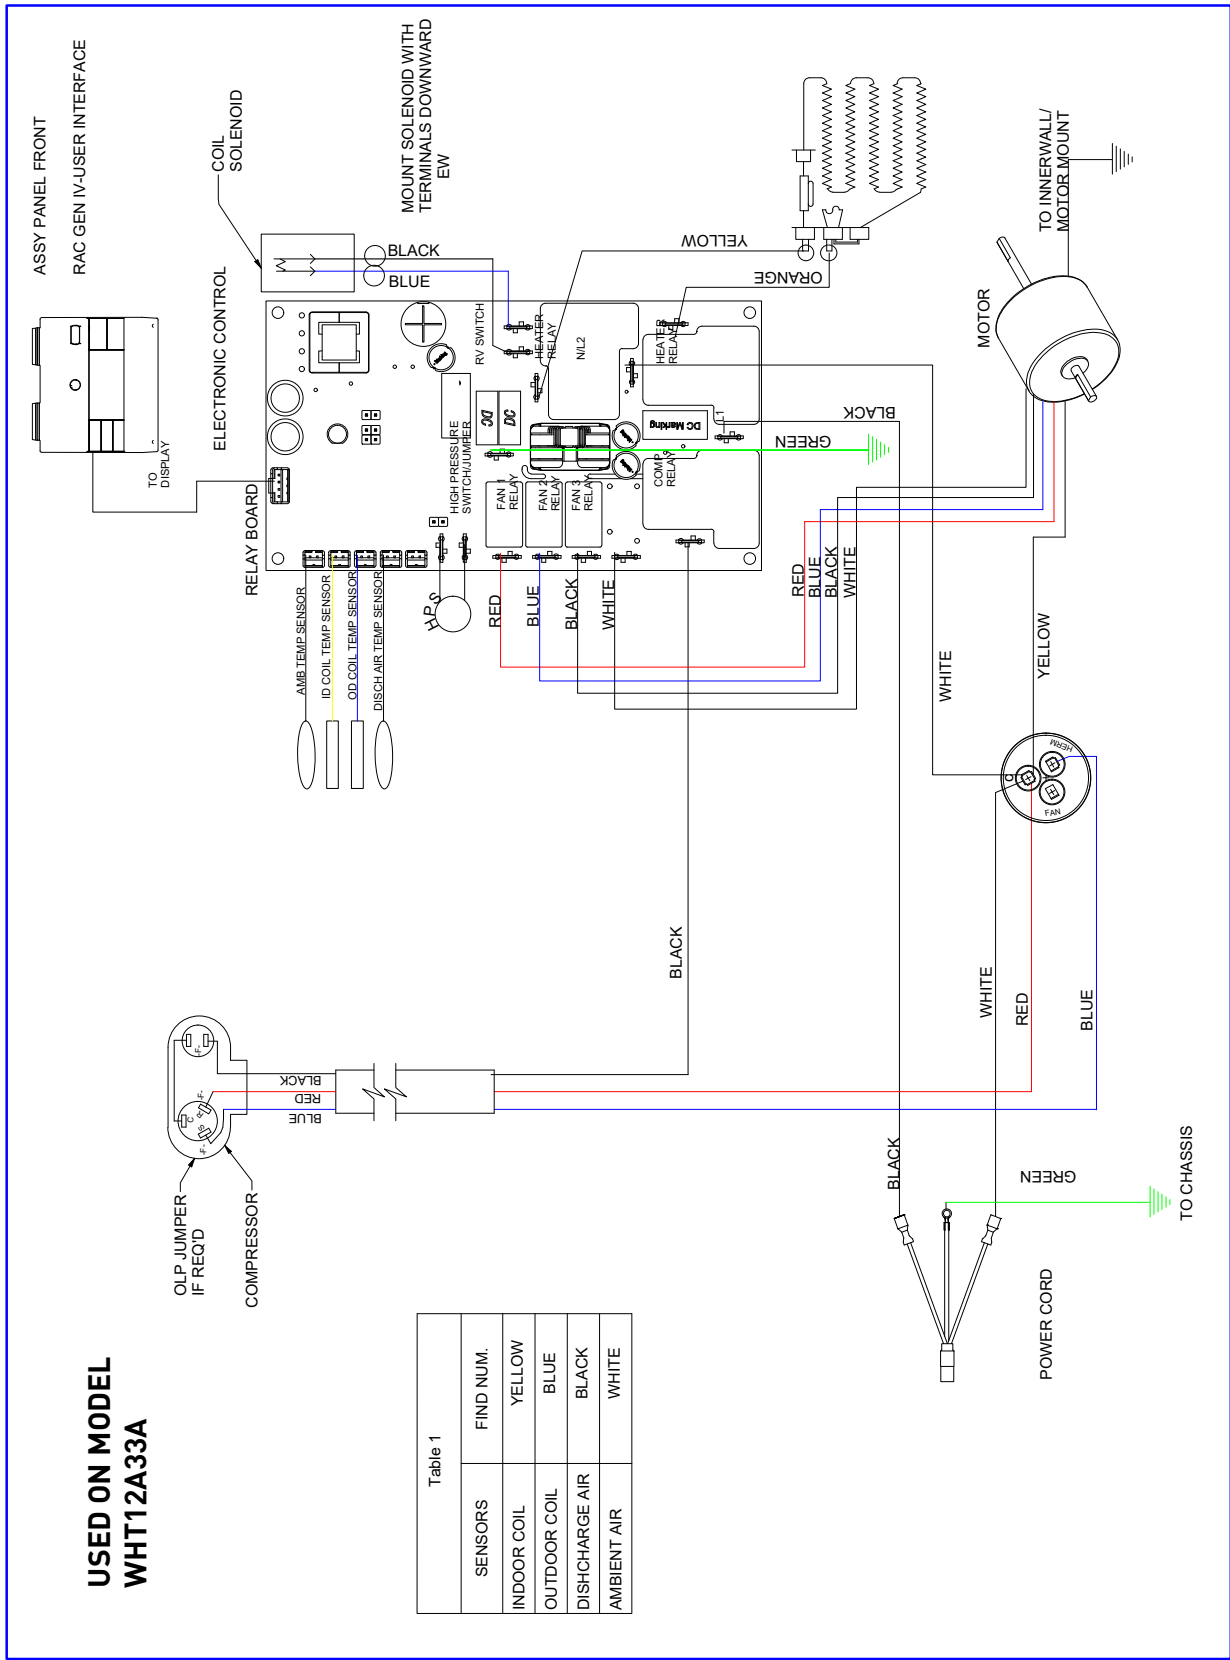 USED ON MODEL
WHT12A33A
ASSY PANEL FRONT
RAC GEN IV-USER INTERFACE
TO
DISPLAY
COIL
SOLENOID
ELECTRONIC CONTROL
RELAY BOARD
MOUNT SOLENOID WITH
TERMINALS DOWNWARD
EW
BLACK
BLUE
RV SWITCH
HEATER
RELAY
N/L2
HEATER
RELAY
HIGH PRESSURE
SWITCH/JUMPER
DC
DC
DC Marking
L1
FAN 1
RELAY
FAN 2
RELAY
FAN 3
RELAY
COMP
RELAY
YELLOW
ORANGE
BLACK
GREEN
AMB TEMP SENSOR
ID COIL TEMP SENSOR
OD COIL TEMP SENSOR
DISCH AIR TEMP SENSOR
H.P.S
RED
BLUE
BLACK
WHITE
RED
BLUE
BLACK
WHITE
MOTOR
TO INNERWALL/
MOTOR MOUNT
YELLOW
WHITE
C
HERM
FAN
BLACK
WHITE
RED
BLUE
OLP JUMPER
IF REQ'D
COMPRESSOR
C
R
S
-F-
-F-
-F-
BLACK
RED
BLUE
BLACK
GREEN
TO CHASSIS
POWER CORD
Table 1
SENSORS FIND NUM.
INDOOR COIL YELLOW
OUTDOOR COIL BLUE
DISHCHARGE AIR BLACK
AMBIENT AIR WHITE